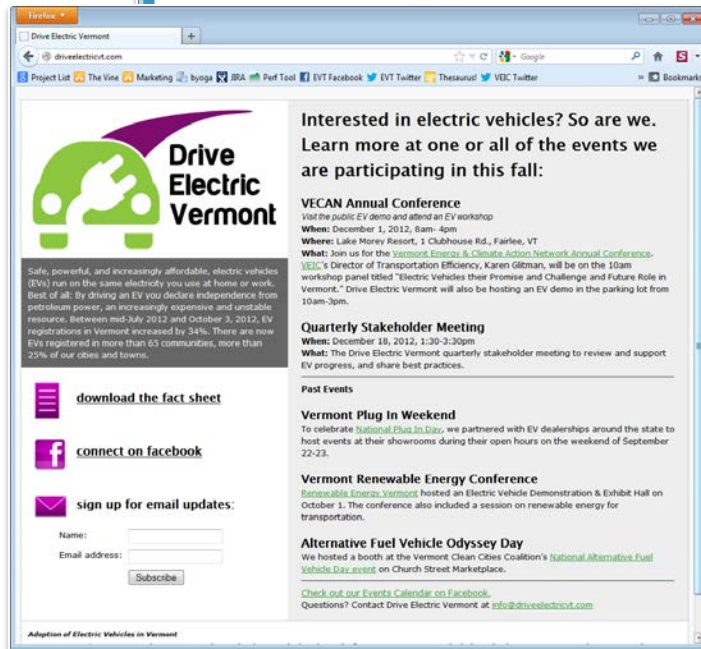 Firefox
Drive Electric Vermont
driveelectricvt.com
Google
Project List The Vine Marketing byoga JIRA Perf Tool EVT Facebook EVT Twitter Thesaurus! VEIC Twitter Bookmarks
Drive
Electric
Vermont
Safe, powerful, and increasingly affordable, electric vehicles
(EVs) run on the same electricity you use at home or work.
Best of all: By driving an EV you declare independence from
petroleum power, an increasingly expensive and unstable
resource. Between mid-July 2012 and October 3, 2012, EV
registrations in Vermont increased by 34%. There are now
EVs registered in more than 65 communities, more than
25% of our cities and towns.
download the fact sheet
connect on facebook
sign up for email updates:
Name:
Email address:
Subscribe
Interested in electric vehicles? So are we.
Learn more at one or all of the events we
are participating in this fall:
VECAN Annual Conference
Visit the public EV demo and attend an EV workshop
When: December 1, 2012, 8am- 4pm
Where: Lake Morey Resort, 1 Clubhouse Rd., Fairlee, VT
What: Join us for the Vermont Energy & Climate Action Network Annual Conference.
VEIC's Director of Transportation Efficiency, Karen Glitman, will be on the 10am
workshop panel titled "Electric Vehicles their Promise and Challenge and Future Role in
Vermont." Drive Electric Vermont will also be hosting an EV demo in the parking lot from
10am-3pm.
Quarterly Stakeholder Meeting
When: December 18, 2012, 1:30-3:30pm
What: The Drive Electric Vermont quarterly stakeholder meeting to review and support
EV progress, and share best practices.
Past Events
Vermont Plug In Weekend
To celebrate National Plug In Day, we partnered with EV dealerships around the state to
host events at their showrooms during their open hours on the weekend of September
22-23.
Vermont Renewable Energy Conference
Renewable Energy Vermont hosted an Electric Vehicle Demonstration & Exhibit Hall on
October 1. The conference also included a session on renewable energy for
transportation.
Alternative Fuel Vehicle Odyssey Day
We hosted a booth at the Vermont Clean Cities Coalition's National Alternative Fuel
Vehicle Day event on Church Street Marketplace.
Check out our Events Calendar on Facebook.
Questions? Contact Drive Electric Vermont at info@driveelectricvt.com
Adoption of Electric Vehicles in Vermont